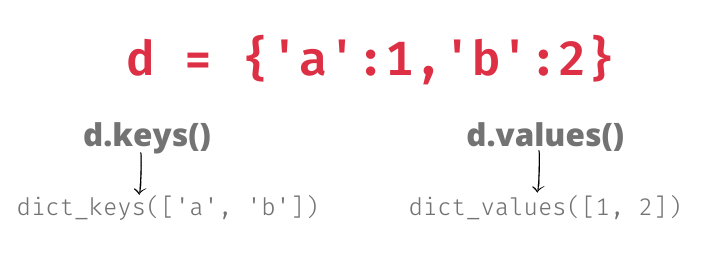 d = {'a':1,'b':2}
d.keys() d.values()
dict_keys(['a', 'b']) dict_values([1, 2])